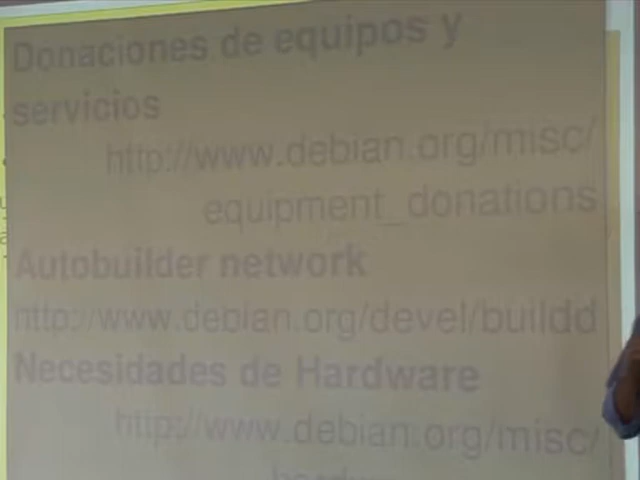 Donaciones de equipos y
servicios
http://www.debian.org/misc/
equipment_donations
Autobuilder network
http://www.debian.org/devel/buildd
Necesidades de Hardware
http://www.debian.org/misc/